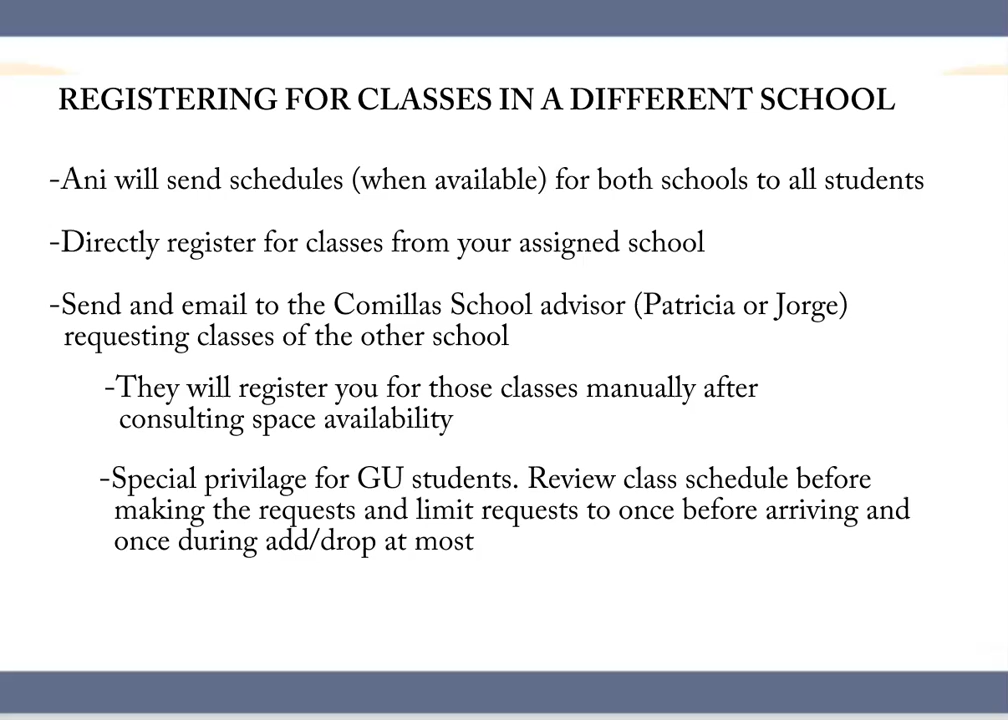 REGISTERING FOR CLASSES IN A DIFFERENT SCHOOL
-Ani will send schedules (when available) for both schools to all students
-Directly register for classes from your assigned school
-Send and email to the Comillas School advisor (Patricia or Jorge)
requesting classes of the other school
-They will register you for those classes manually after
consulting space availability
-Special privilage for GU students. Review class schedule before
making the requests and limit requests to once before arriving and
once during add/drop at most